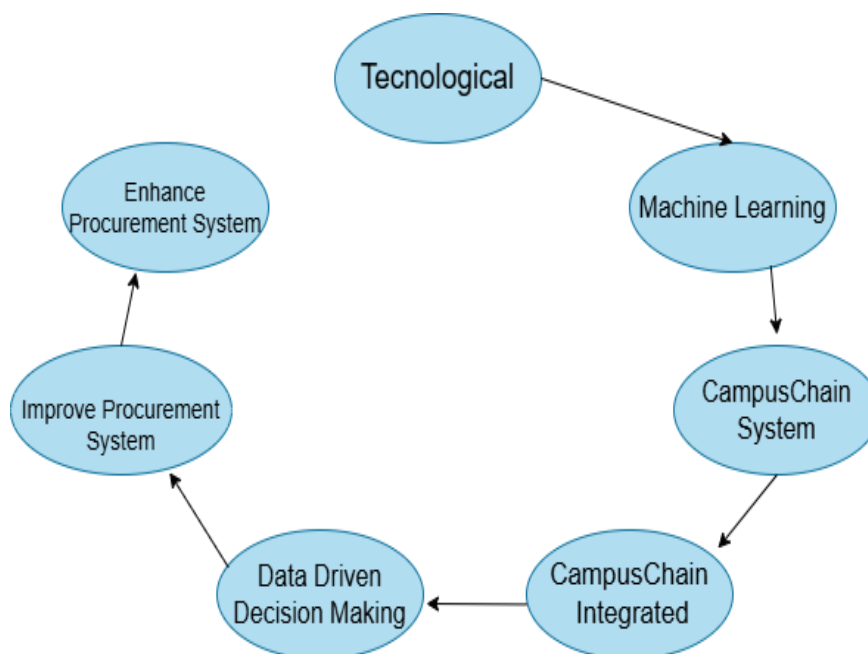 Tecnological
Machine Learning
CampusChain
System
CampusChain
Integrated
Data Driven
Decision Making
Improve Procurement
System
Enhance
Procurement System